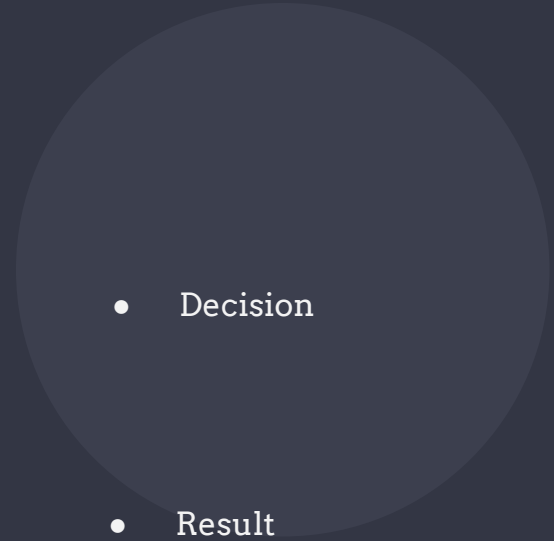 ● Decision
● Result